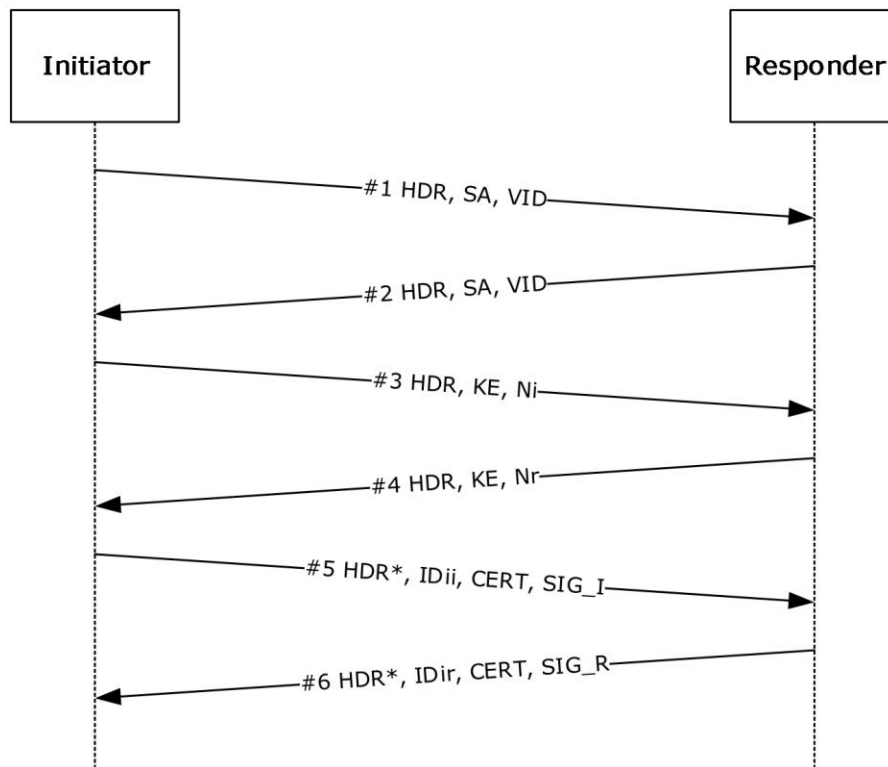 Initiator
Responder
#1 HDR, SA, VID
#2 HDR, SA, VID
#3 HDR, KE, Ni
#4 HDR, KE, Nr
#5 HDR*, IDii, CERT, SIG_I
#6 HDR*, IDir, CERT, SIG_R